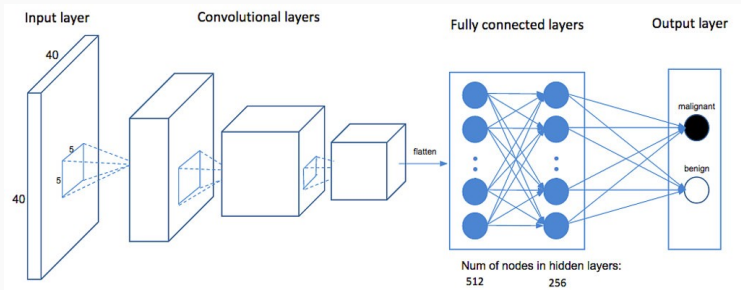 Input layer
Convolutional layers
Fully connected layers
Output layer
40
40
5
5
flatten
malignant
benign
Num of nodes in hidden layers:
512 256